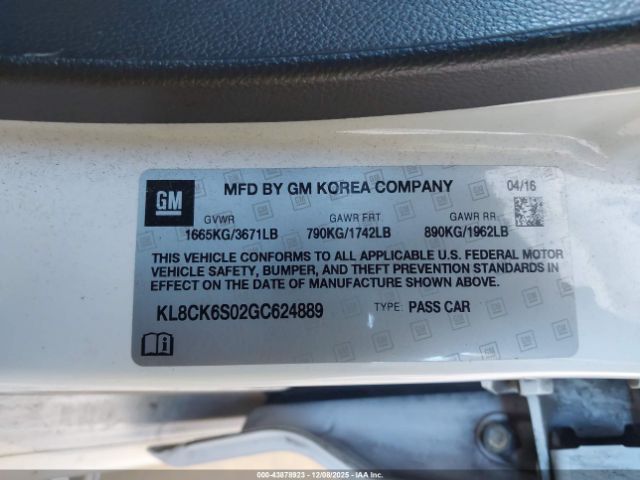 GM
MFD BY GM KOREA COMPANY 04/16
GVWR GAWR FRT GAWR RR
1665KG/3671LB 790KG/1742LB 890KG/1962LB
THIS VEHICLE CONFORMS TO ALL APPLICABLE U.S. FEDERAL MOTOR
VEHICLE SAFETY, BUMPER, AND THEFT PREVENTION STANDARDS IN
EFFECT ON THE DATE OF MANUFACTURE SHOWN ABOVE.
KL8CK6S02GC624889 TYPE: PASS CAR
000-43878923 - 12/08/2025 - IAA Inc.